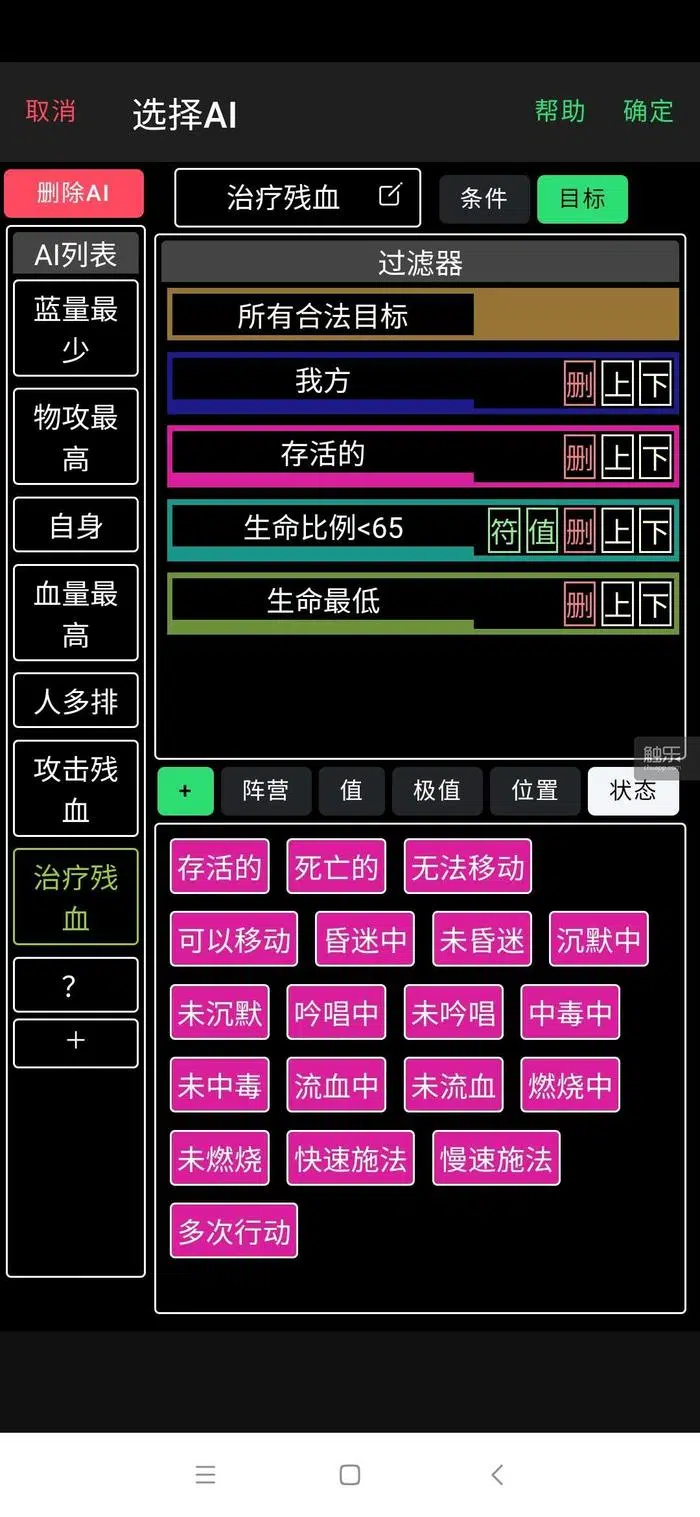 取消
选择AI
帮助
确定
删除AI
治疗残血
条件
目标
AI列表
蓝量最
少
物攻最
高
自身
血量最
高
人多排
攻击残
血
治疗残
血
?
+
过滤器
所有合法目标
我方 删 上 下
存活的 删 上 下
生命比例<65 符 值 删 上 下
生命最低 删 上 下
触乐
chuapp.com
+ 阵营 值 极值 位置 状态
存活的 死亡的 无法移动
可以移动 昏迷中 未昏迷 沉默中
未沉默 吟唱中 未吟唱 中毒中
未中毒 流血中 未流血 燃烧中
未燃烧 快速施法 慢速施法
多次行动